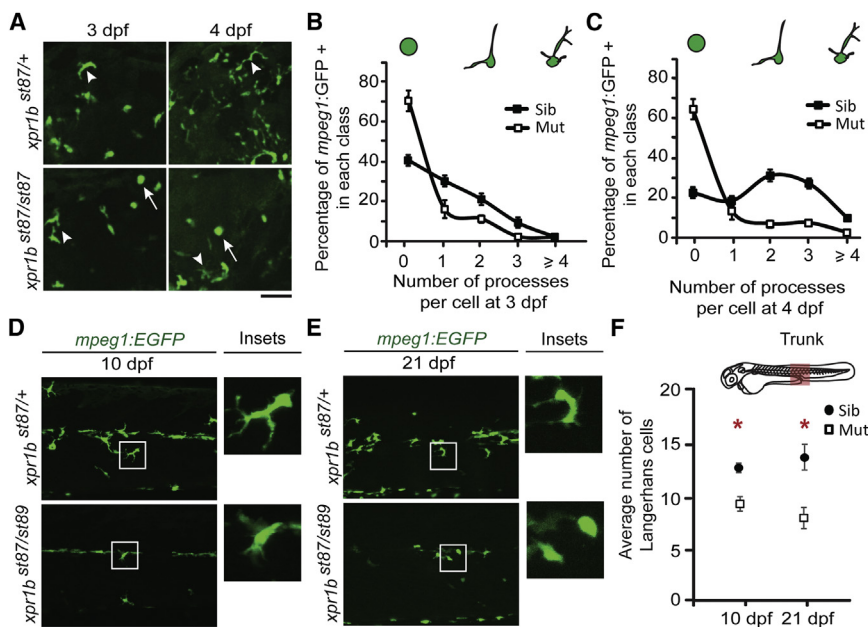 A
3 dpf
4 dpf
xpr1b st87/+
xpr1b st87/st87
B
Percentage of mpeg1:GFP +
in each class
80
60
40
20
0
Sib
Mut
0 1 2 3 ≥ 4
Number of processes
per cell at 3 dpf
C
Percentage of mpeg1:GFP +
in each class
80
60
40
20
0
Sib
Mut
0 1 2 3 ≥ 4
Number of processes
per cell at 4 dpf
D
mpeg1:EGFP
Insets
10 dpf
xpr1b st87/+
xpr1b st87/st89
E
mpeg1:EGFP
Insets
21 dpf
xpr1b st87/+
xpr1b st87/st89
F
Trunk
Average number of
Langerhans cells
20
15
10
5
0
* *
Sib
Mut
10 dpf 21 dpf